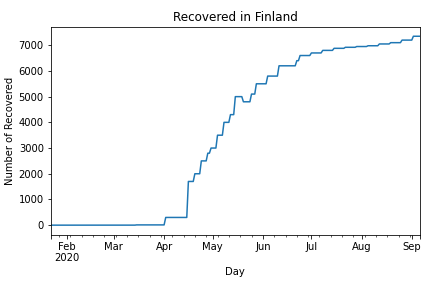 Recovered in Finland
Number of Recovered
7000
6000
5000
4000
3000
2000
1000
0
Feb Mar Apr May Jun Jul Aug Sep
2020
Day